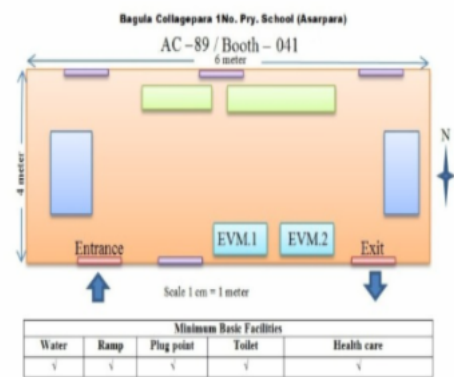 Bagula Collagepara 1No. Pry. School (Asarpara)
AC -89 / Booth - 041
6 meter
4 meter
N
EVM.1 EVM.2
Entrance Exit
Scale 1 cm = 1 meter
Minimum Basic Facilities
Water Ramp Plug point Toilet Health care
√ √ √ √ √